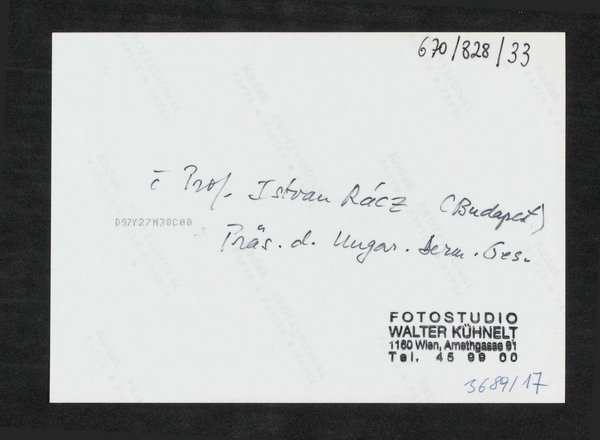 670/828/33
c̄ Prof. Istvan Rácz (Budapest)
D92Y27M30C00
Präs. d. Ungar. Derm. Ges.
FOTOSTUDIO
WALTER KÜHNELT
1160 Wien, Arnethgasse 91
Tel. 45 99 00
3689/17